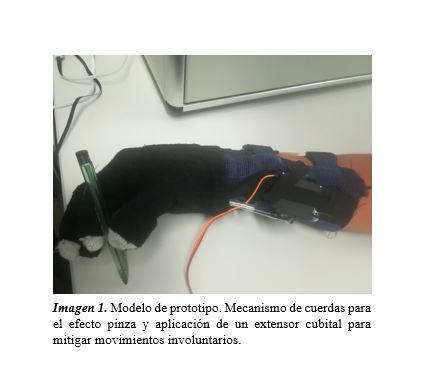 Imagen 1. Modelo de prototipo. Mecanismo de cuerdas para
el efecto pinza y aplicación de un extensor cubital para
mitigar movimientos involuntarios.